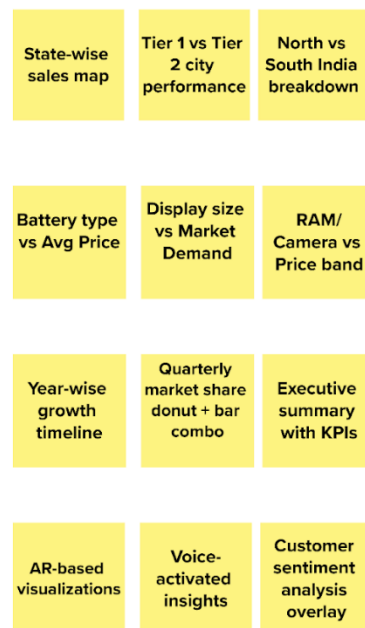 State-wise
sales map
Tier 1 vs Tier
2 city
performance
North vs
South India
breakdown
Battery type
vs Avg Price
Display size
vs Market
Demand
RAM/
Camera vs
Price band
Year-wise
growth
timeline
Quarterly
market share
donut + bar
combo
Executive
summary
with KPIs
AR-based
visualizations
Voice-
activated
insights
Customer
sentiment
analysis
overlay